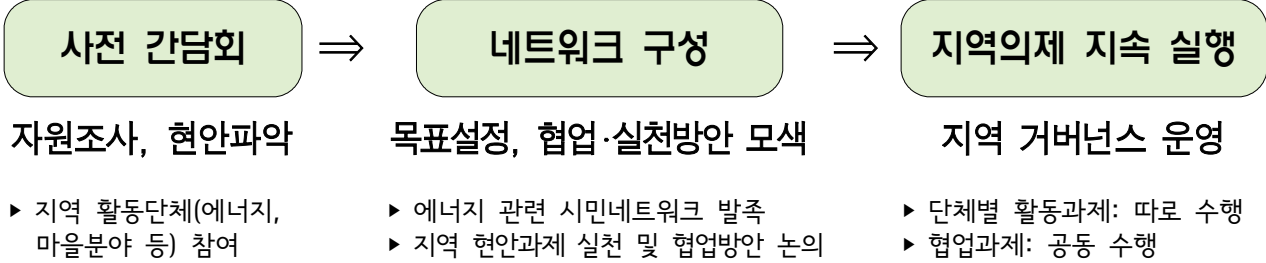 사전 간담회 ⇒ 네트워크 구성 ⇒ 지역의제 지속 실행
자원조사, 현안파악
목표설정, 협업·실천방안 모색
지역 거버넌스 운영
▸ 지역 활동단체(에너지,
마을분야 등) 참여
▸ 에너지 관련 시민네트워크 발족
▸ 지역 현안과제 실천 및 협업방안 논의
▸ 단체별 활동과제: 따로 수행
▸ 협업과제: 공동 수행